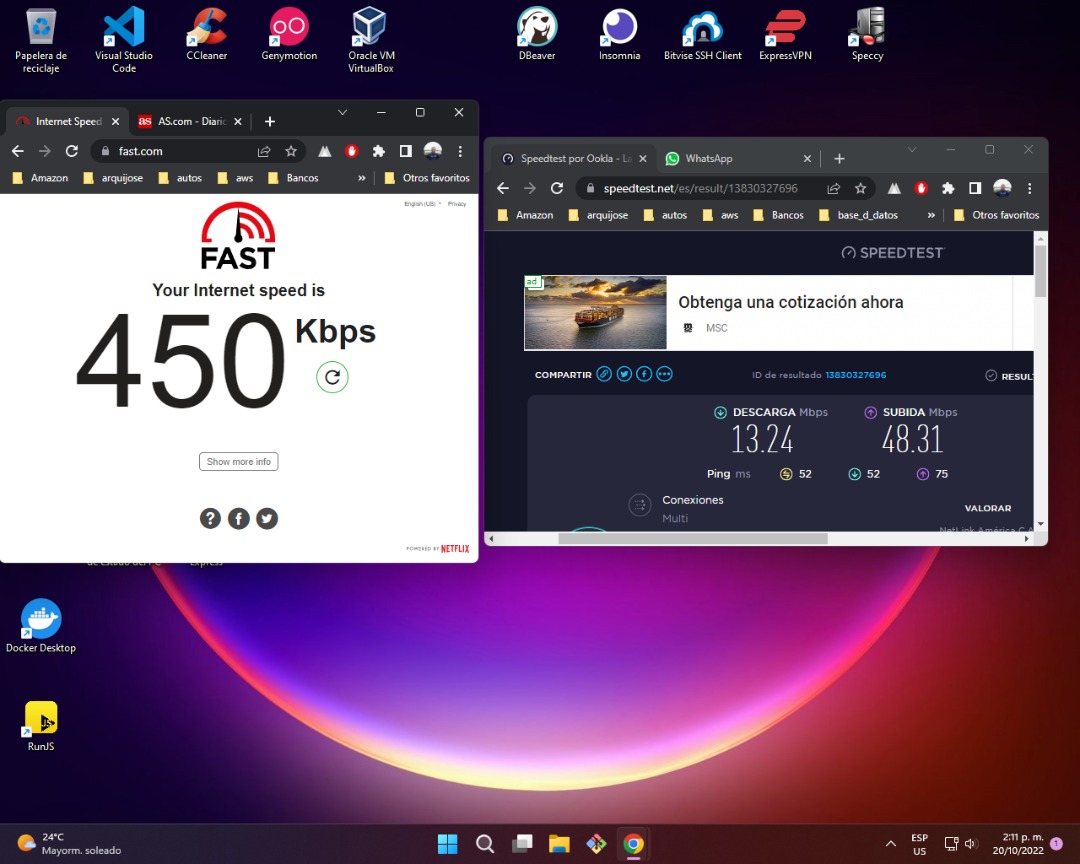 Papelera de
reciclaje
Visual Studio
Code
CCleaner
Genymotion
Oracle VM
VirtualBox
DBeaver
Insomnia
Bitvise SSH Client
ExpressVPN
Speccy
Internet Speed
as
AS.com - Diario
fast.com
Amazon
arquijose
autos
aws
Bancos
»
Otros favoritos
English (US)
Privacy
FAST
Your Internet speed is
450
Kbps
Show more info
POWERED BY NETFLIX
Speedtest por Ookla - La
WhatsApp
speedtest.net/es/result/13830327696
Amazon
arquijose
autos
aws
Bancos
base_d_datos
»
Otros favoritos
SPEEDTEST
ad
Obtenga una cotización ahora
MSC
COMPARTIR
ID de resultado 13830327696
RESUL
DESCARGA Mbps
13.24
SUBIDA Mbps
48.31
Ping ms
52
52
75
Conexiones
Multi
VALORAR
NetLink América C A
de estado del PC
Express
Docker Desktop
JS
RunJS
24°C
Mayorm. soleado
ESP
US
2:11 p. m.
20/10/2022
1